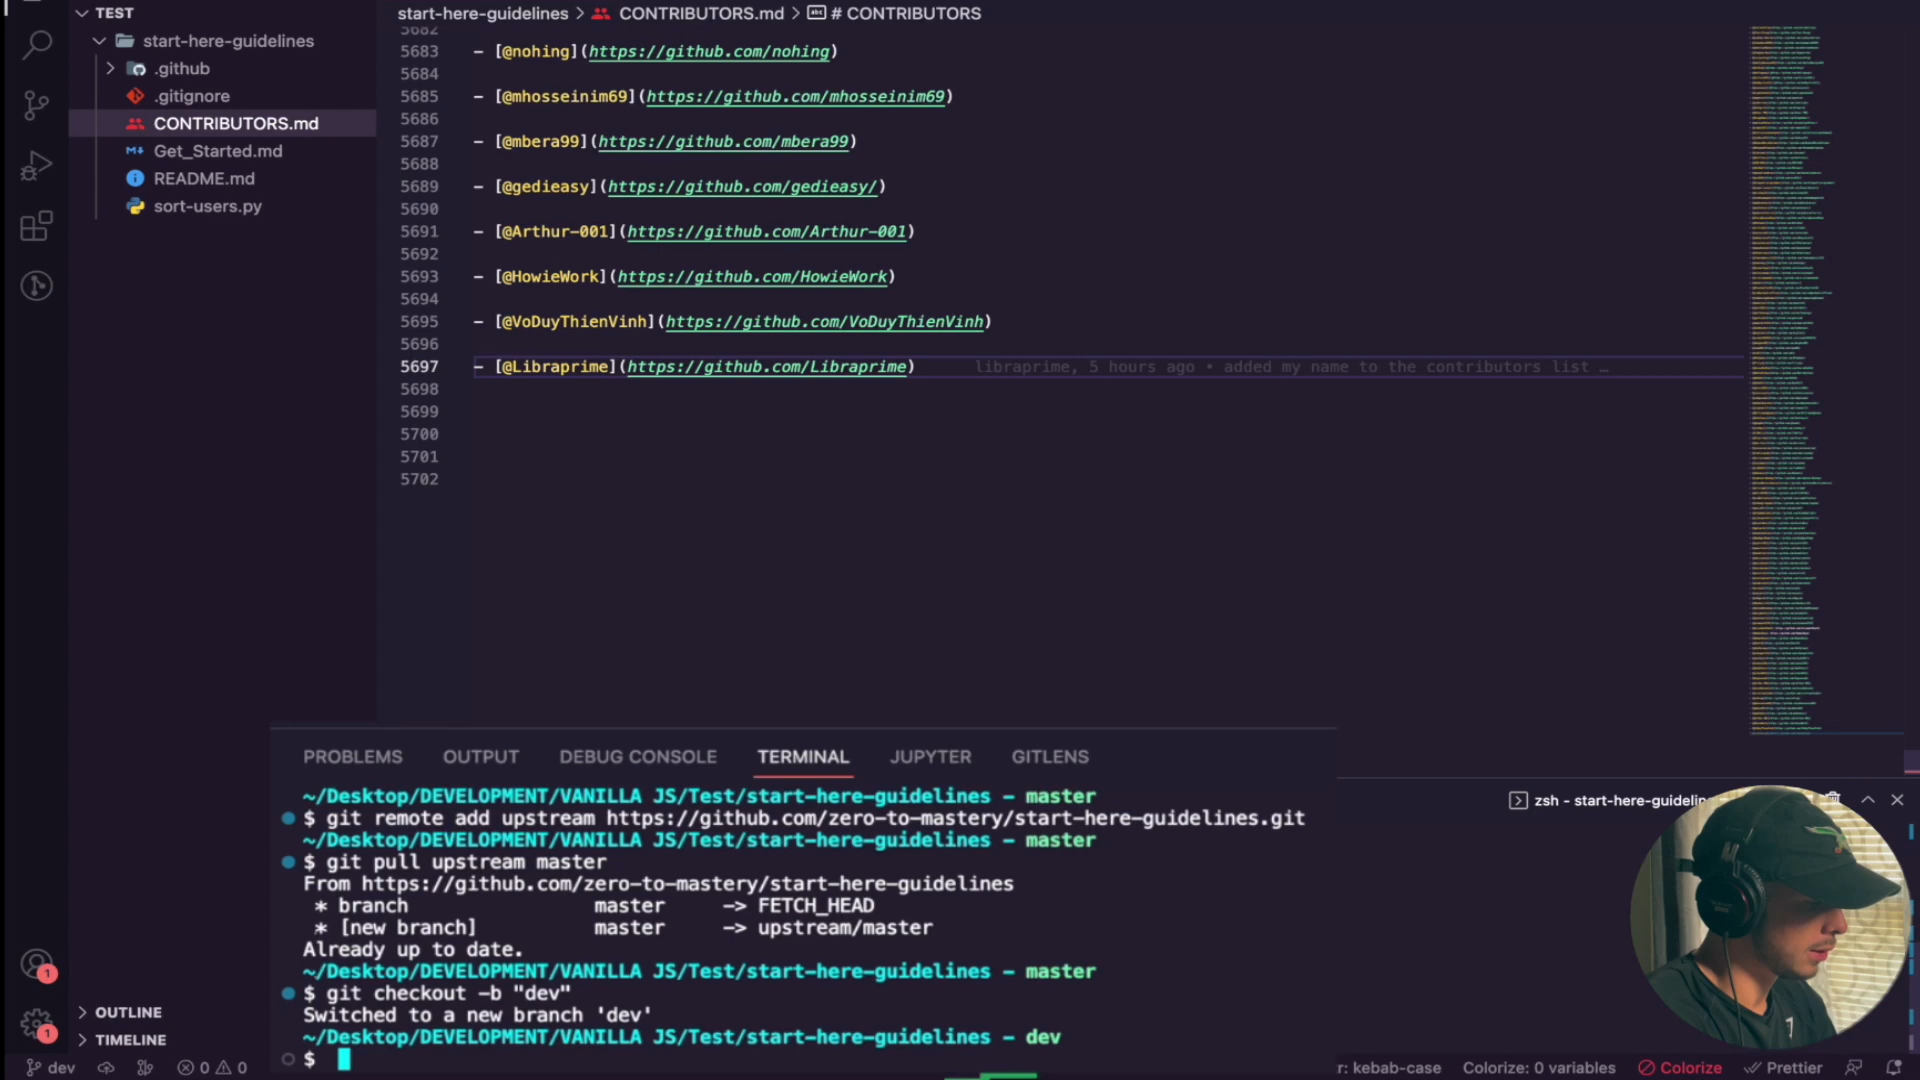 TEST
start-here-guidelines
.github
.gitignore
CONTRIBUTORS.md
Get_Started.md
README.md
sort-users.py
start-here-guidelines > CONTRIBUTORS.md > # CONTRIBUTORS
5682
5683 - [@nohing](https://github.com/nohing)
5684
5685 - [@mhosseinim69](https://github.com/mhosseinim69)
5686
5687 - [@mbera99](https://github.com/mbera99)
5688
5689 - [@gedieasy](https://github.com/gedieasy/)
5690
5691 - [@Arthur-001](https://github.com/Arthur-001)
5692
5693 - [@HowieWork](https://github.com/HowieWork)
5694
5695 - [@VoDuyThienVinh](https://github.com/VoDuyThienVinh)
5696
5697 - [@Libraprime](https://github.com/Libraprime) libraprime, 5 hours ago • added my name to the contributors list …
5698
5699
5700
5701
5702
PROBLEMS OUTPUT DEBUG CONSOLE TERMINAL JUPYTER GITLENS
zsh - start-here-guidelin
~/Desktop/DEVELOPMENT/VANILLA JS/Test/start-here-guidelines - master
$ git remote add upstream https://github.com/zero-to-mastery/start-here-guidelines.git
~/Desktop/DEVELOPMENT/VANILLA JS/Test/start-here-guidelines - master
$ git pull upstream master
From https://github.com/zero-to-mastery/start-here-guidelines
* branch master -> FETCH_HEAD
* [new branch] master -> upstream/master
Already up to date.
~/Desktop/DEVELOPMENT/VANILLA JS/Test/start-here-guidelines - master
$ git checkout -b "dev"
Switched to a new branch 'dev'
~/Desktop/DEVELOPMENT/VANILLA JS/Test/start-here-guidelines - dev
$
1
1
OUTLINE
TIMELINE
dev 0 0 r: kebab-case Colorize: 0 variables Colorize Prettier